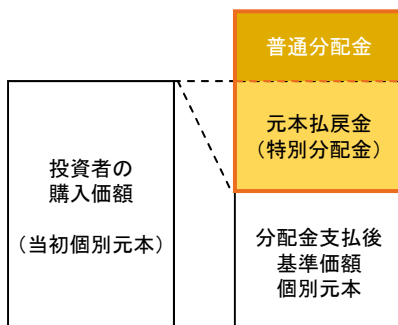 普通分配金
元本払戻金
（特別分配金）
投資者の
購入価額
（当初個別元本）
分配金支払後
基準価額
個別元本